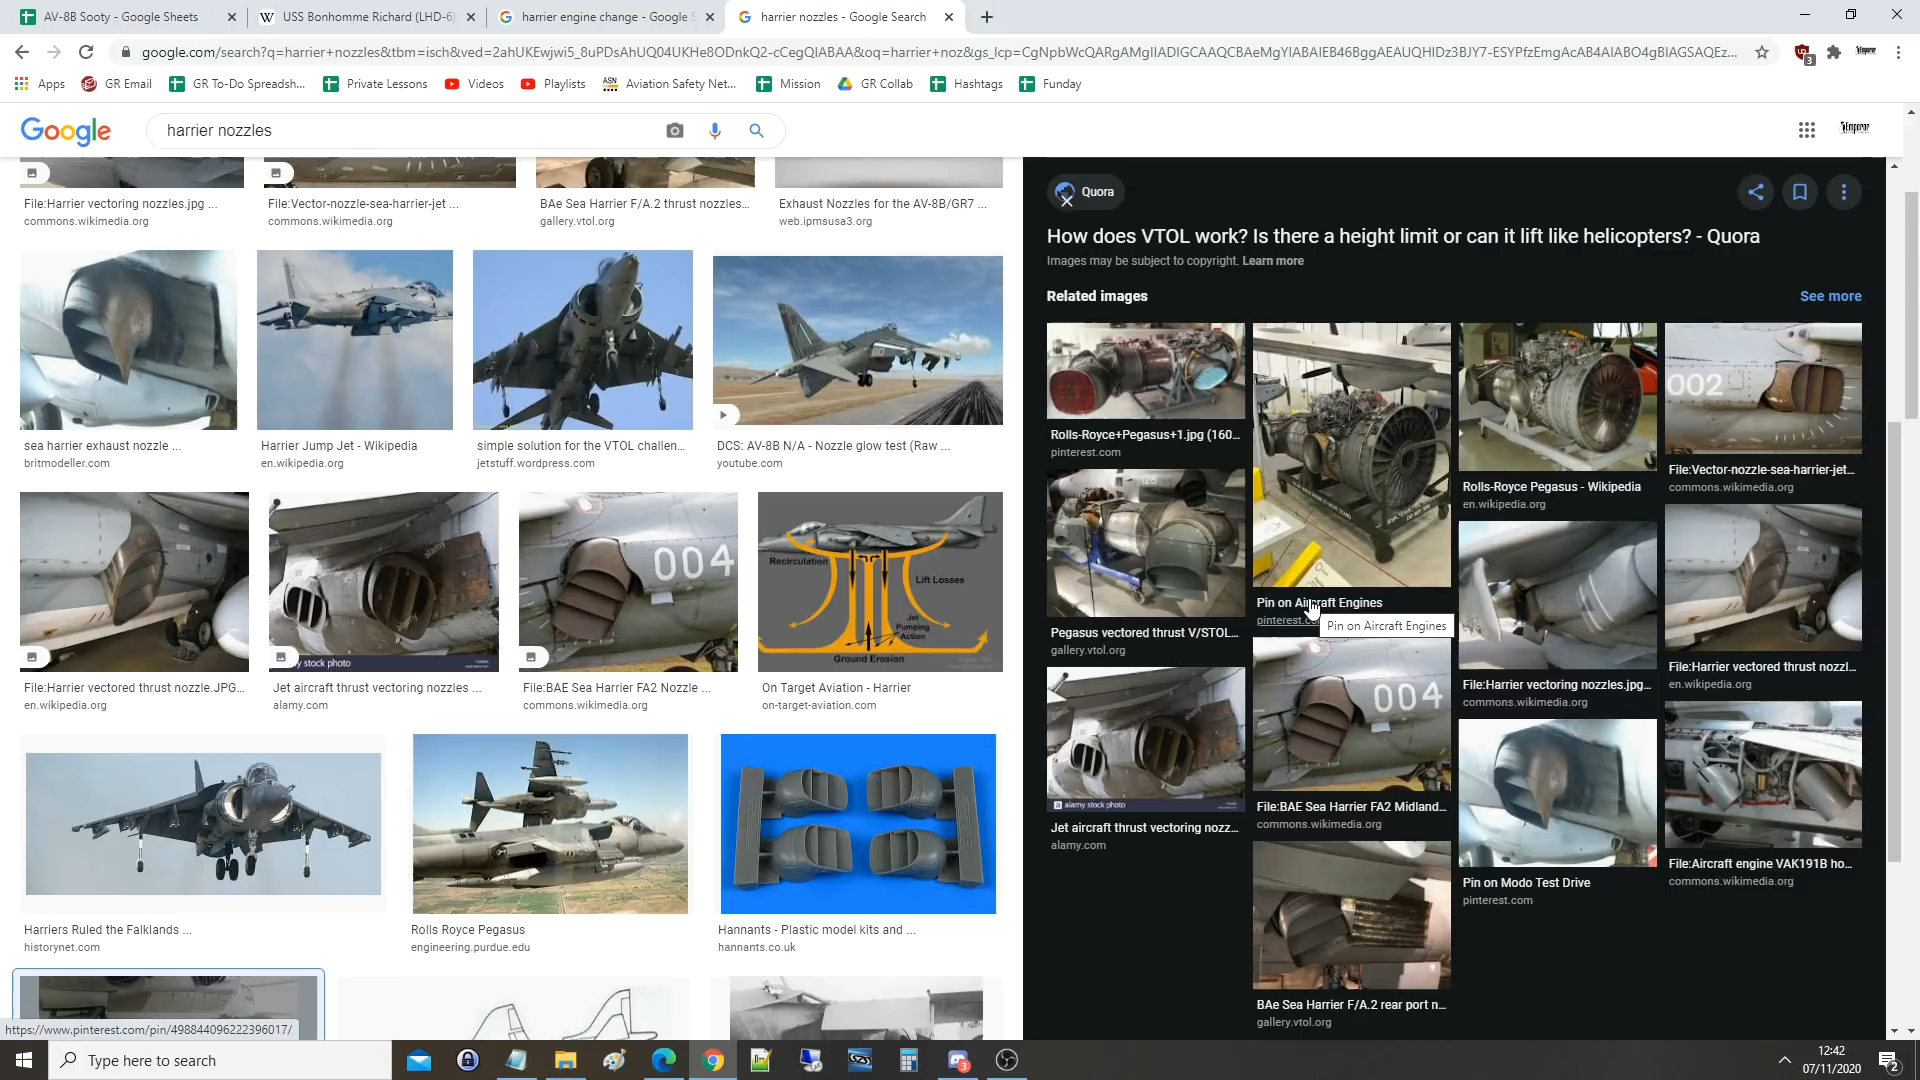 AV-8B Sooty - Google Sheets
USS Bonhomme Richard (LHD-6)
harrier engine change - Google S
harrier nozzles - Google Search
google.com/search?q=harrier+nozzles&tbm=isch&ved=2ahUKEwjwi5_8uPDsAhUQ04UKHe8ODnkQ2-cCegQIABAA&oq=harrier+noz&gs_lcp=CgNpbWcQARgAMgIIADIGCAAQCBAeMgYIABAIEB46BggAEAUQHlDz3BJY7-ESYPfzEmgAcAB4AIABO4gBlAGSAQEz...
3
Apps
GR Email
GR To-Do Spreadsh...
Private Lessons
Videos
Playlists
ASN
Aviation Safety Net...
Mission
GR Collab
Hashtags
Funday
Google
harrier nozzles
File:Harrier vectoring nozzles.jpg ...
commons.wikimedia.org
File:Vector-nozzle-sea-harrier-jet ...
commons.wikimedia.org
BAe Sea Harrier F/A.2 thrust nozzles...
gallery.vtol.org
Exhaust Nozzles for the AV-8B/GR7 ...
web.ipmsusa3.org
sea harrier exhaust nozzle ...
britmodeller.com
Harrier Jump Jet - Wikipedia
en.wikipedia.org
simple solution for the VTOL challen...
jetstuff.wordpress.com
DCS: AV-8B N/A - Nozzle glow test (Raw ...
youtube.com
alamy
004
Recirculation
Lift Losses
Jet
Pumping
Action
Ground Erosion
alamy stock photo
File:Harrier vectored thrust nozzle.JPG...
en.wikipedia.org
Jet aircraft thrust vectoring nozzles ...
alamy.com
File:BAE Sea Harrier FA2 Nozzle ...
commons.wikimedia.org
On Target Aviation - Harrier
on-target-aviation.com
Harriers Ruled the Falklands ...
historynet.com
Rolls Royce Pegasus
engineering.purdue.edu
Hannants - Plastic model kits and ...
hannants.co.uk
https://www.pinterest.com/pin/498844096222396017/
Quora
How does VTOL work? Is there a height limit or can it lift like helicopters? - Quora
Images may be subject to copyright. Learn more
Related images
See more
002
Rolls-Royce+Pegasus+1.jpg (160...
pinterest.com
Rolls-Royce Pegasus - Wikipedia
en.wikipedia.org
File:Vector-nozzle-sea-harrier-jet...
commons.wikimedia.org
Pin on Aircraft Engines
pinterest.co
Pin on Aircraft Engines
Pegasus vectored thrust V/STOL...
gallery.vtol.org
File:Harrier vectoring nozzles.jpg...
commons.wikimedia.org
File:Harrier vectored thrust nozzl...
en.wikipedia.org
004
alamy stock photo
Jet aircraft thrust vectoring nozz...
alamy.com
File:BAE Sea Harrier FA2 Midland...
commons.wikimedia.org
Pin on Modo Test Drive
pinterest.com
File:Aircraft engine VAK191B ho...
commons.wikimedia.org
BAe Sea Harrier F/A.2 rear port n...
gallery.vtol.org
Type here to search
3
12:42
07/11/2020
2